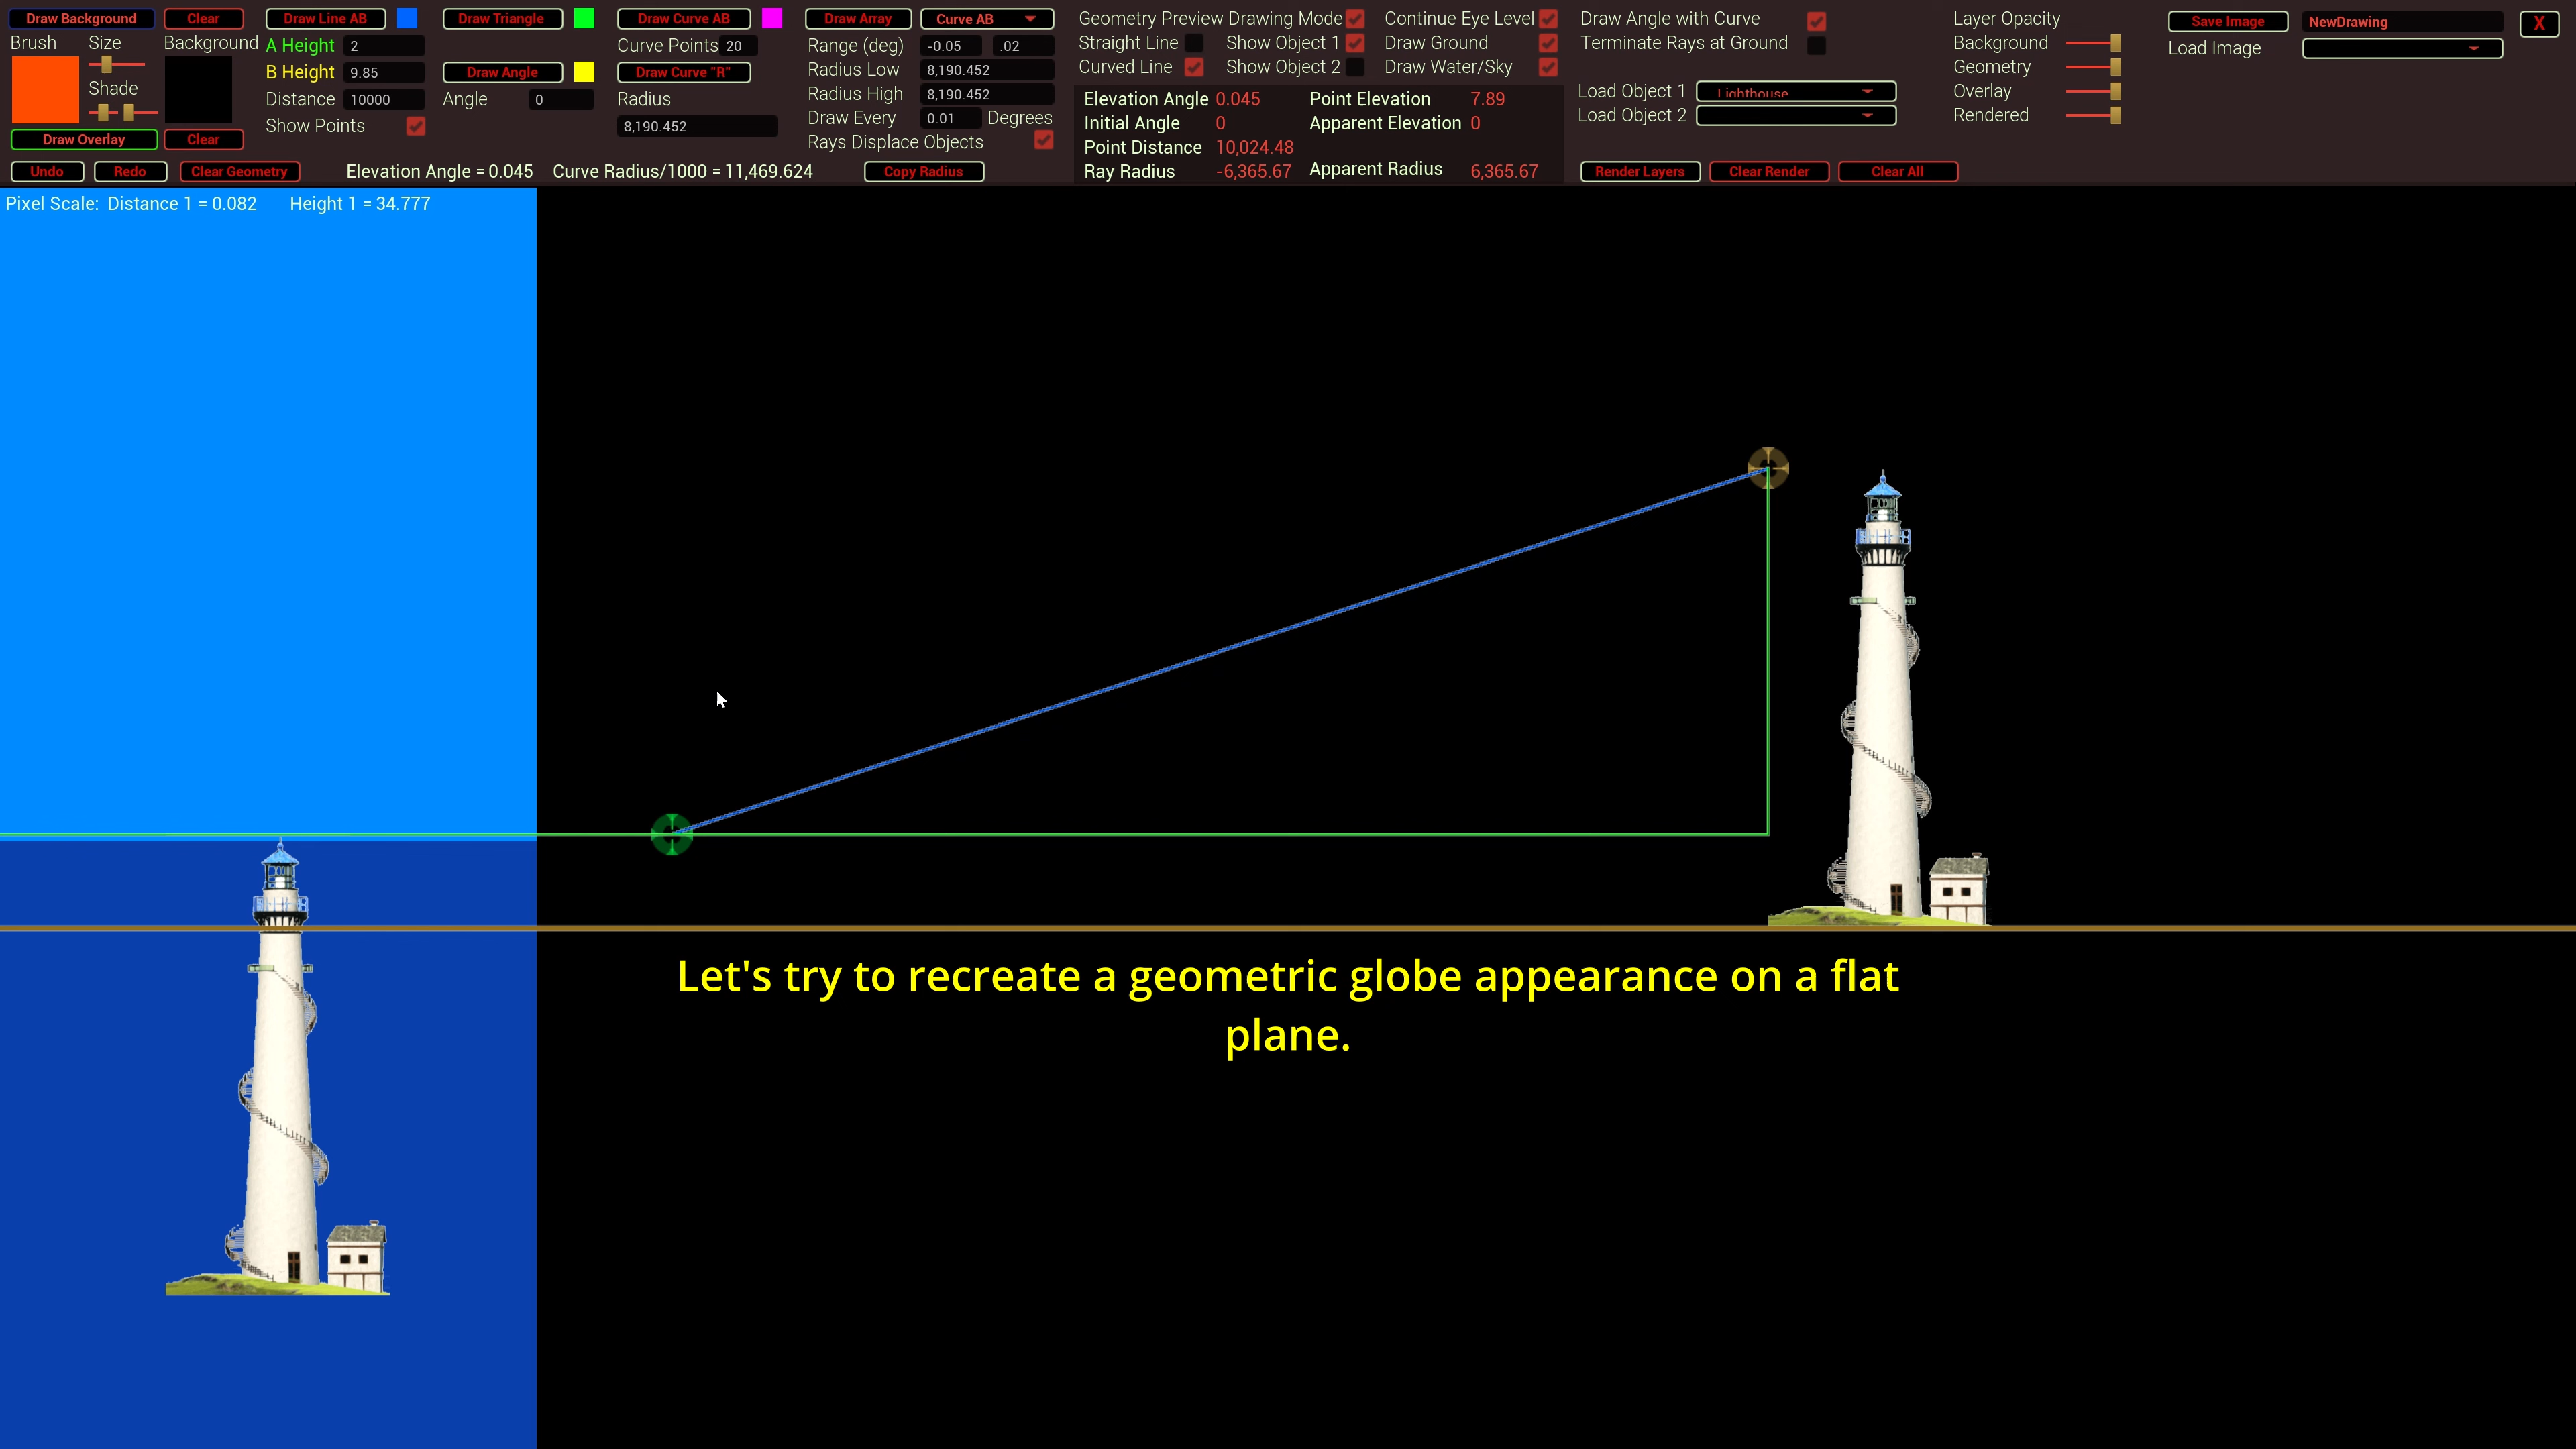 Draw Background Clear Draw Line AB Draw Triangle Draw Curve AB Draw Array Curve AB Geometry Preview Drawing Mode Continue Eye Level Draw Angle with Curve Layer Opacity Save Image NewDrawing X
Brush Size Background A Height 2 Curve Points 20 Range (deg) -0.05 .02 Straight Line Show Object 1 Draw Ground Terminate Rays at Ground Background Load Image
B Height 9.85 Draw Angle Draw Curve "R" Radius Low 8,190.452 Curved Line Show Object 2 Draw Water/Sky Geometry
Shade Distance 10000 Angle 0 Radius Radius High 8,190.452 Elevation Angle 0.045 Point Elevation 7.89 Load Object 1 Lighthouse Overlay
Show Points 8,190.452 Draw Every 0.01 Degrees Initial Angle 0 Apparent Elevation 0 Load Object 2 Rendered
Draw Overlay Clear Rays Displace Objects Point Distance 10,024.48
Undo Redo Clear Geometry Elevation Angle = 0.045 Curve Radius/1000 = 11,469.624 Copy Radius Ray Radius -6,365.67 Apparent Radius 6,365.67 Render Layers Clear Render Clear All
Pixel Scale: Distance 1 = 0.082 Height 1 = 34.777
Let's try to recreate a geometric globe appearance on a flat
plane.